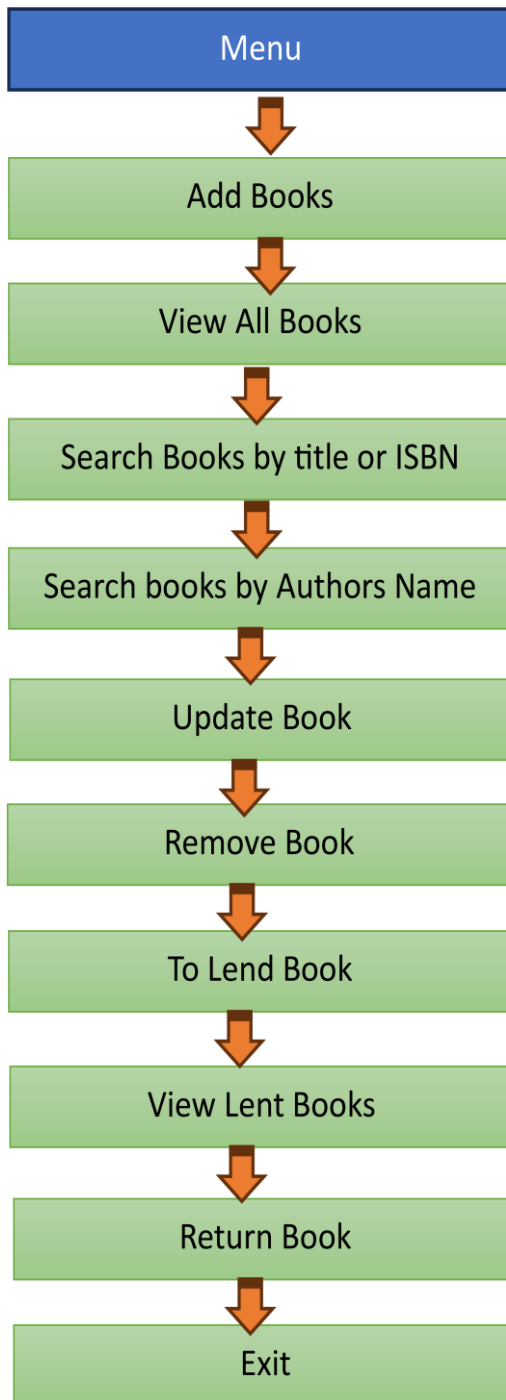 Menu
Add Books
View All Books
Search Books by title or ISBN
Search books by Authors Name
Update Book
Remove Book
To Lend Book
View Lent Books
Return Book
Exit